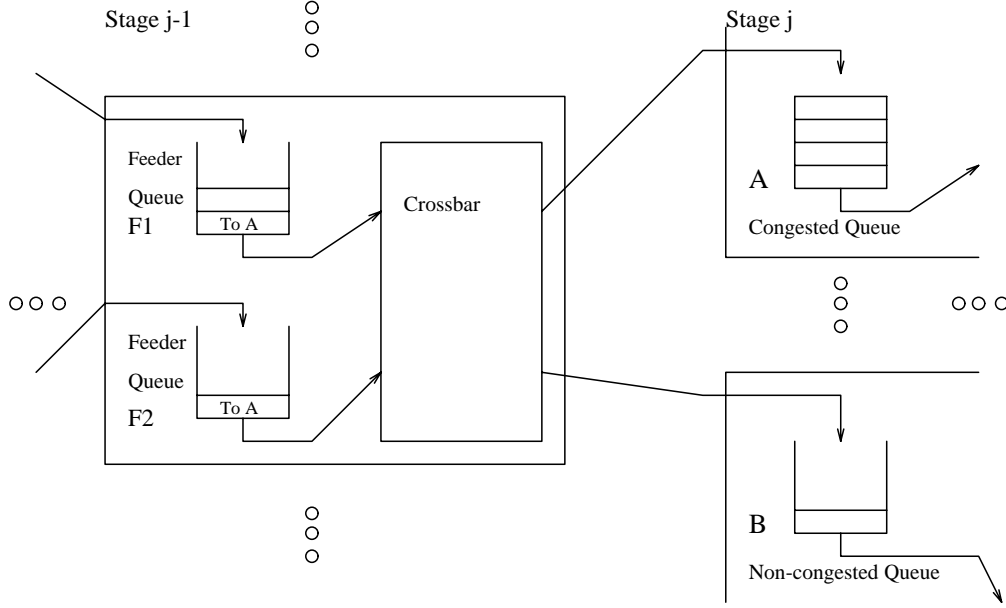 Stage j-1
Stage j
Feeder
Queue
F1
To A
Crossbar
A
Congested Queue
Feeder
Queue
F2
To A
B
Non-congested Queue